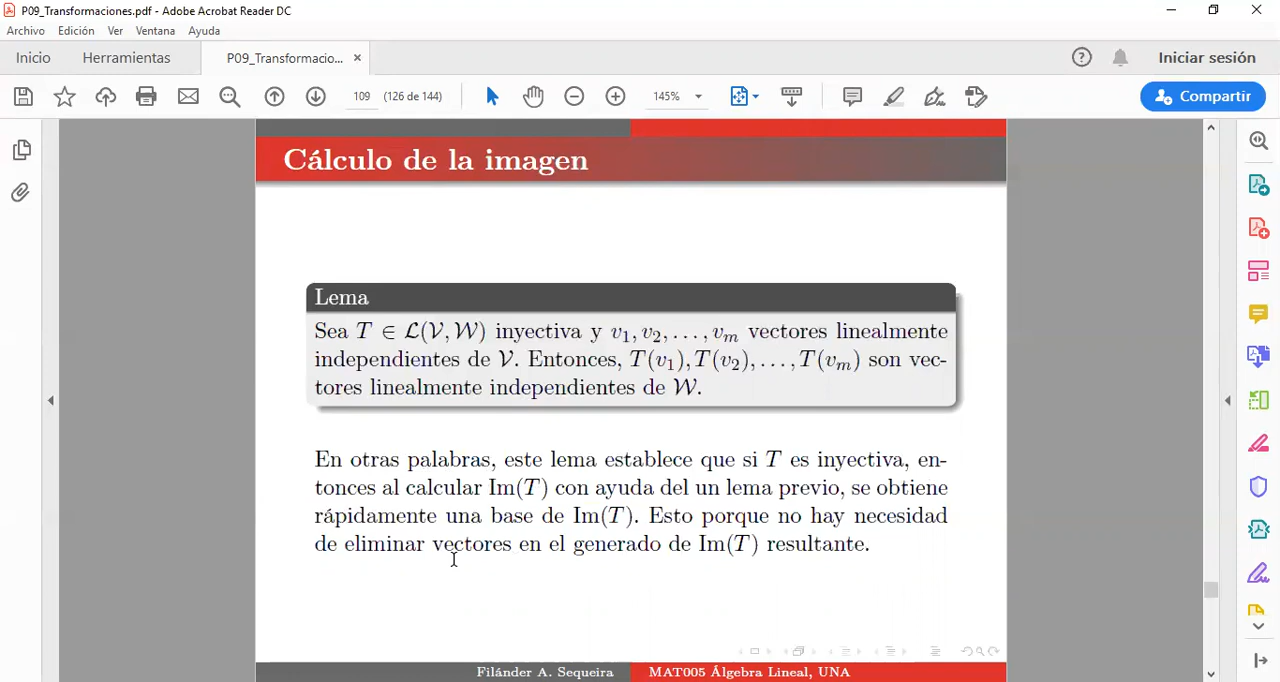 P09_Transformaciones.pdf - Adobe Acrobat Reader DC
Archivo Edición Ver Ventana Ayuda
Inicio Herramientas P09_Transformacio... ×
Iniciar sesión
109 (126 de 144) 145% Compartir
Cálculo de la imagen
Lema
Sea T ∈ ℒ(𝒱, 𝒲) inyectiva y v₁, v₂, . . . , vₘ vectores linealmente
independientes de 𝒱. Entonces, T(v₁), T(v₂), . . . , T(vₘ) son vec-
tores linealmente independientes de 𝒲.
En otras palabras, este lema establece que si T es inyectiva, en-
tonces al calcular Im(T) con ayuda del un lema previo, se obtiene
rápidamente una base de Im(T). Esto porque no hay necesidad
de eliminar vectores en el generado de Im(T) resultante.
Filánder A. Sequeira MAT005 Álgebra Lineal, UNA